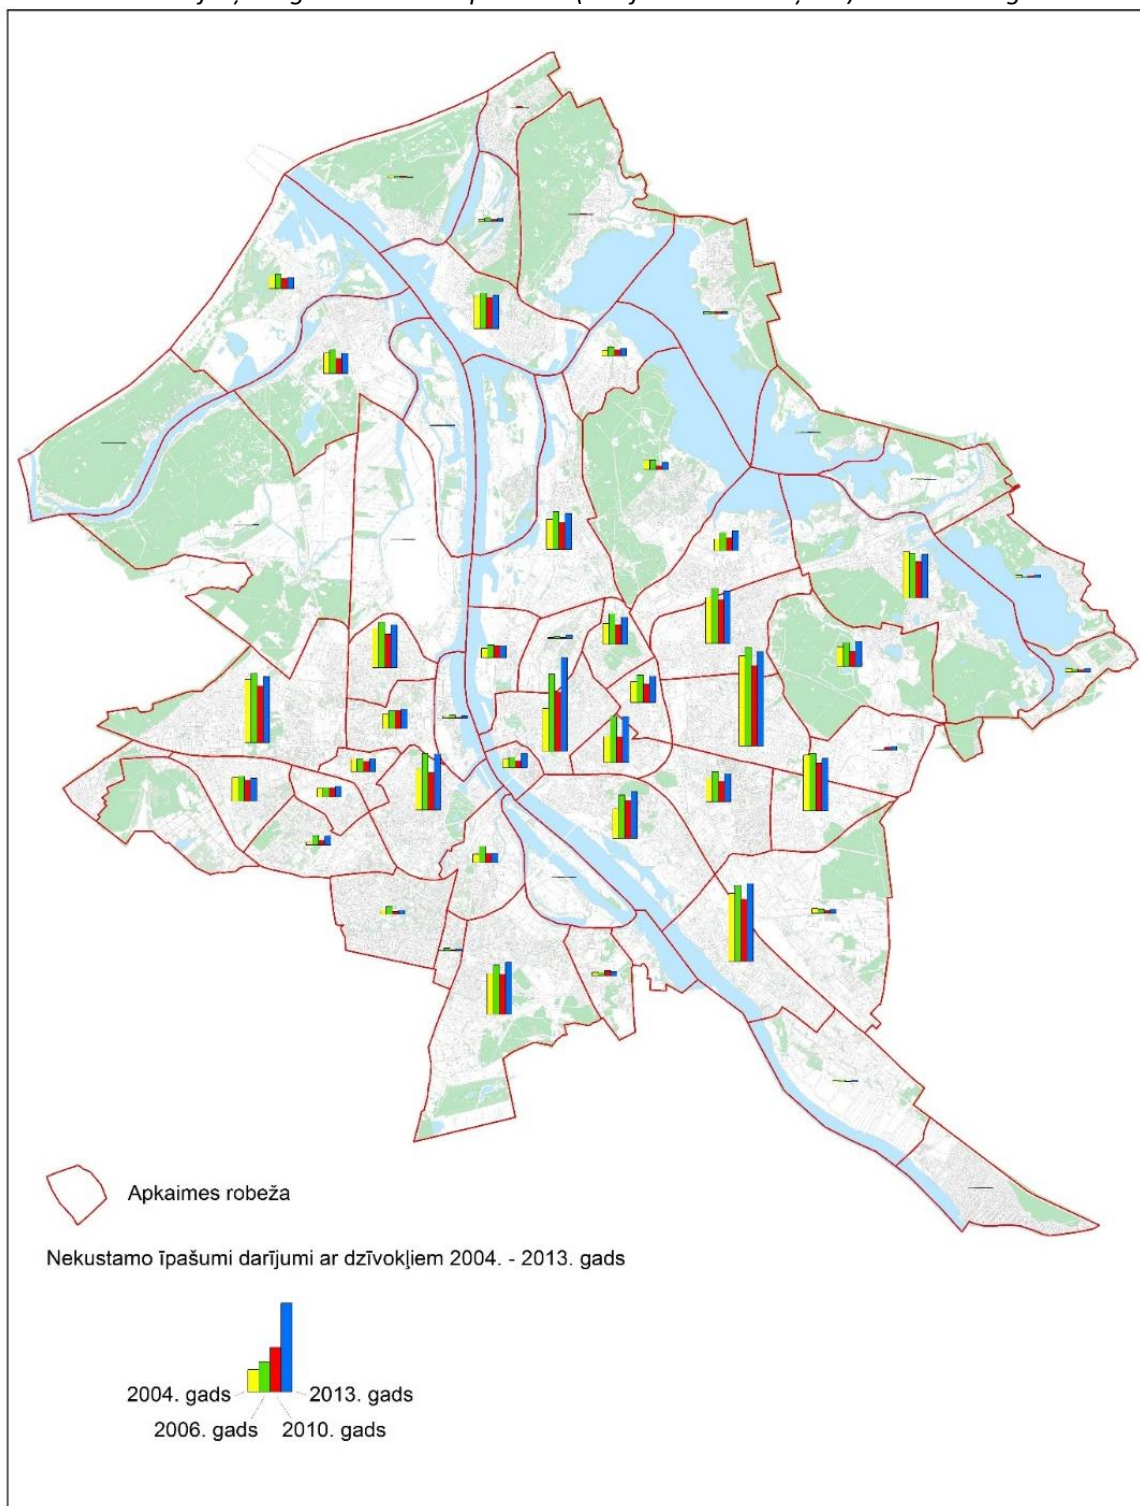 Apkaimes robeža
Nekustamo īpašumi darījumi ar dzīvokļiem 2004. - 2013. gads
2004. gads
2013. gads
2006. gads
2010. gads